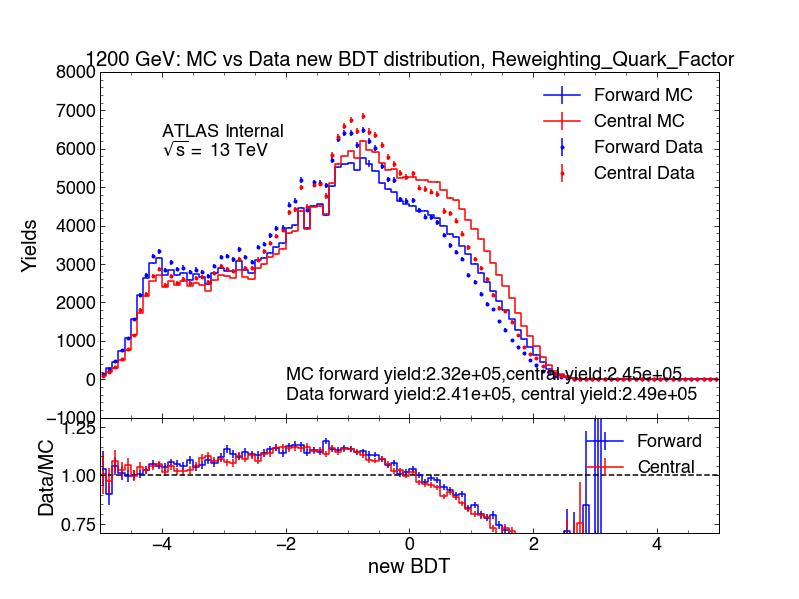 1200 GeV: MC vs Data new BDT distribution, Reweighting_Quark_Factor
8000
7000
6000
5000
4000
3000
2000
1000
0
−1000
Yields
ATLAS Internal
√s = 13 TeV
Forward MC
Central MC
Forward Data
Central Data
MC forward yield:2.32e+05,central yield:2.45e+05
Data forward yield:2.41e+05, central yield:2.49e+05
1.25
1.00
0.75
Data/MC
Forward
Central
−4 −2 0 2 4
new BDT